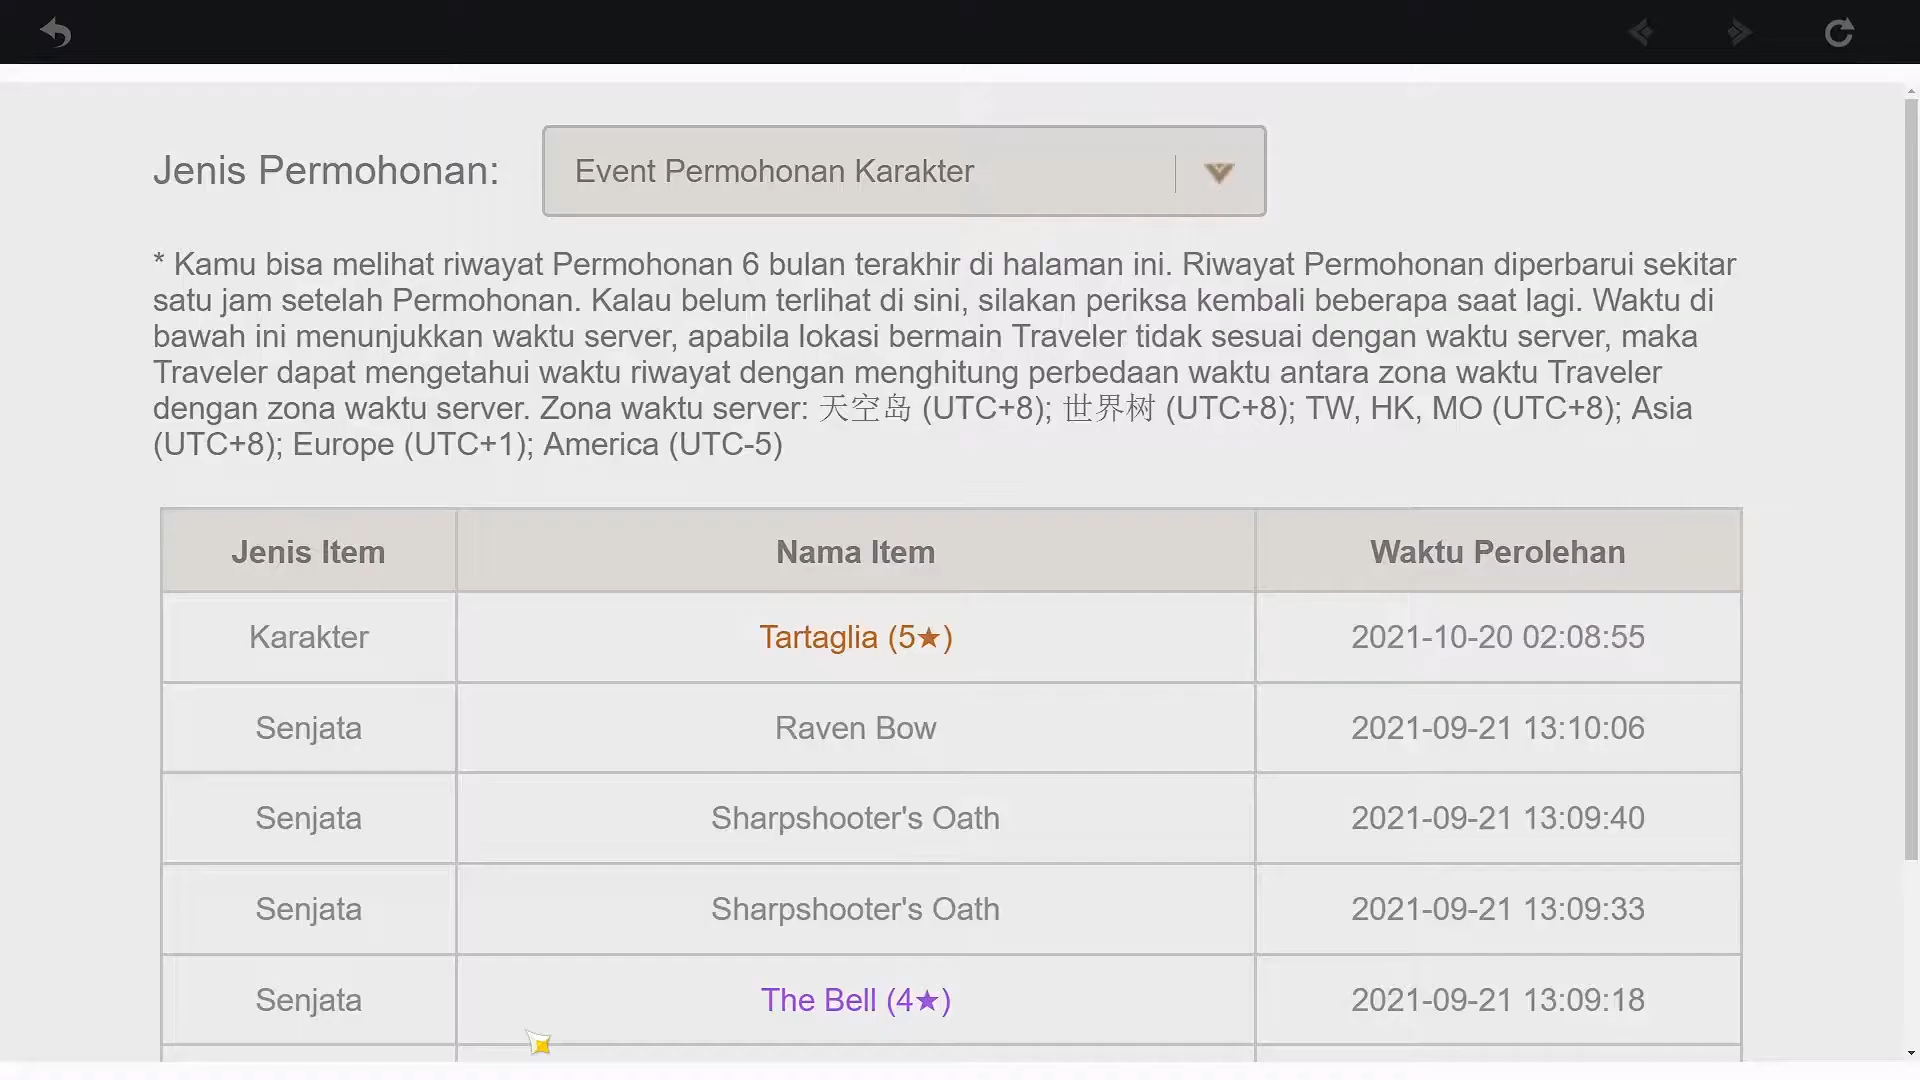 Jenis Permohonan: Event Permohonan Karakter
* Kamu bisa melihat riwayat Permohonan 6 bulan terakhir di halaman ini. Riwayat Permohonan diperbarui sekitar
satu jam setelah Permohonan. Kalau belum terlihat di sini, silakan periksa kembali beberapa saat lagi. Waktu di
bawah ini menunjukkan waktu server, apabila lokasi bermain Traveler tidak sesuai dengan waktu server, maka
Traveler dapat mengetahui waktu riwayat dengan menghitung perbedaan waktu antara zona waktu Traveler
dengan zona waktu server. Zona waktu server: 天空岛 (UTC+8); 世界树 (UTC+8); TW, HK, MO (UTC+8); Asia
(UTC+8); Europe (UTC+1); America (UTC-5)
Jenis Item Nama Item Waktu Perolehan
Karakter Tartaglia (5★) 2021-10-20 02:08:55
Senjata Raven Bow 2021-09-21 13:10:06
Senjata Sharpshooter's Oath 2021-09-21 13:09:40
Senjata Sharpshooter's Oath 2021-09-21 13:09:33
Senjata The Bell (4★) 2021-09-21 13:09:18